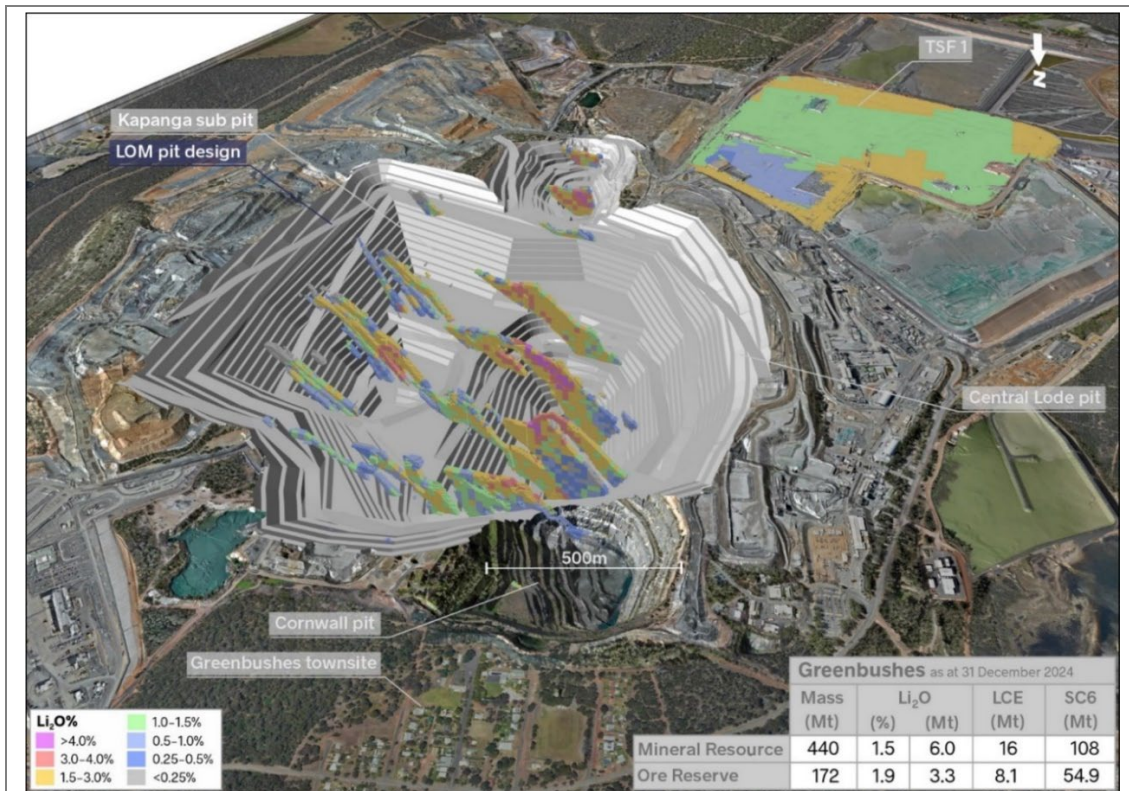 TSF 1
N
Kapanga sub pit
LOM pit design
Central Lode pit
500m
Cornwall pit
Greenbushes townsite
Li₂O%
>4.0%
3.0–4.0%
1.5–3.0%
1.0–1.5%
0.5–1.0%
0.25–0.5%
<0.25%
Greenbushes as at 31 December 2024
Mass (Mt) Li₂O (%) (Mt) LCE (Mt) SC6 (Mt)
Mineral Resource 440 1.5 6.0 16 108
Ore Reserve 172 1.9 3.3 8.1 54.9